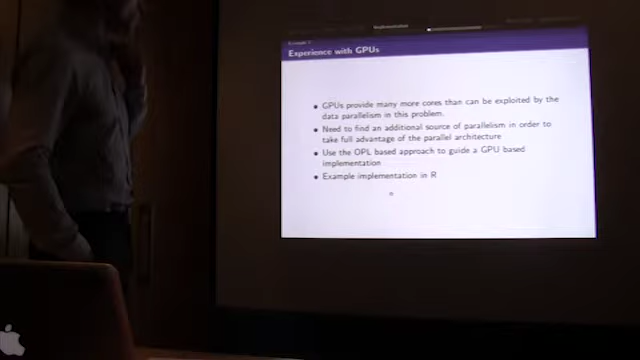 Implementation
Experience with GPUs
GPUs provide many more cores than can be exploited by the
data parallelism in this problem.
Need to find an additional source of parallelism in order to
take full advantage of the parallel architecture
Use the OPL based approach to guide a GPU based
implementation
Example implementation in R